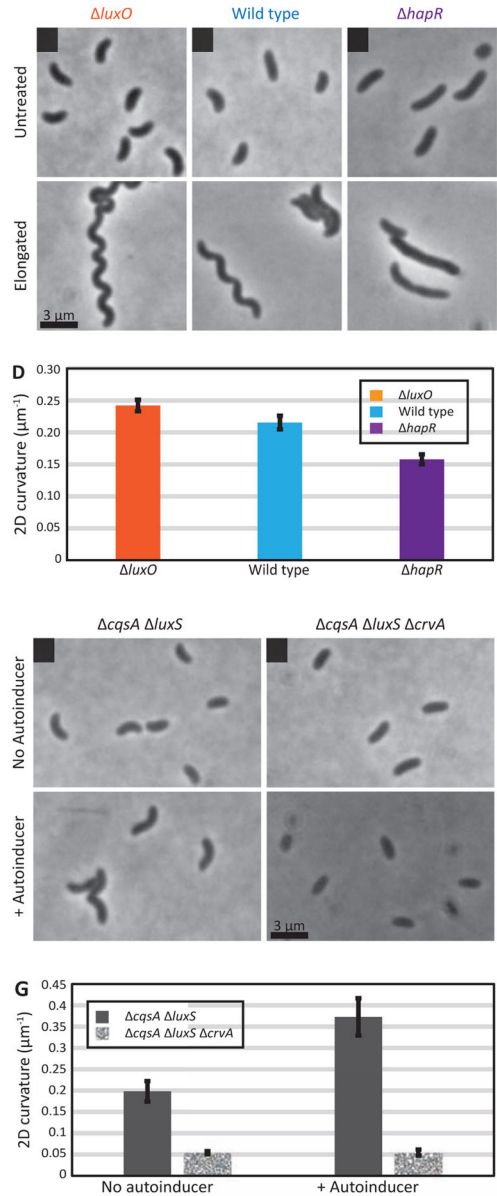 ΔluxO Wild type ΔhapR
Untreated
Elongated
3 μm
D
2D curvature (μm⁻¹)
0.30
0.25
0.20
0.15
0.10
0.05
0
ΔluxO
Wild type
ΔhapR
ΔluxO Wild type ΔhapR
ΔcqsA ΔluxS ΔcqsA ΔluxS ΔcrvA
No Autoinducer
+ Autoinducer
3 μm
G
2D curvature (μm⁻¹)
0.45
0.4
0.35
0.3
0.25
0.2
0.15
0.1
0.05
0
ΔcqsA ΔluxS
ΔcqsA ΔluxS ΔcrvA
No autoinducer + Autoinducer